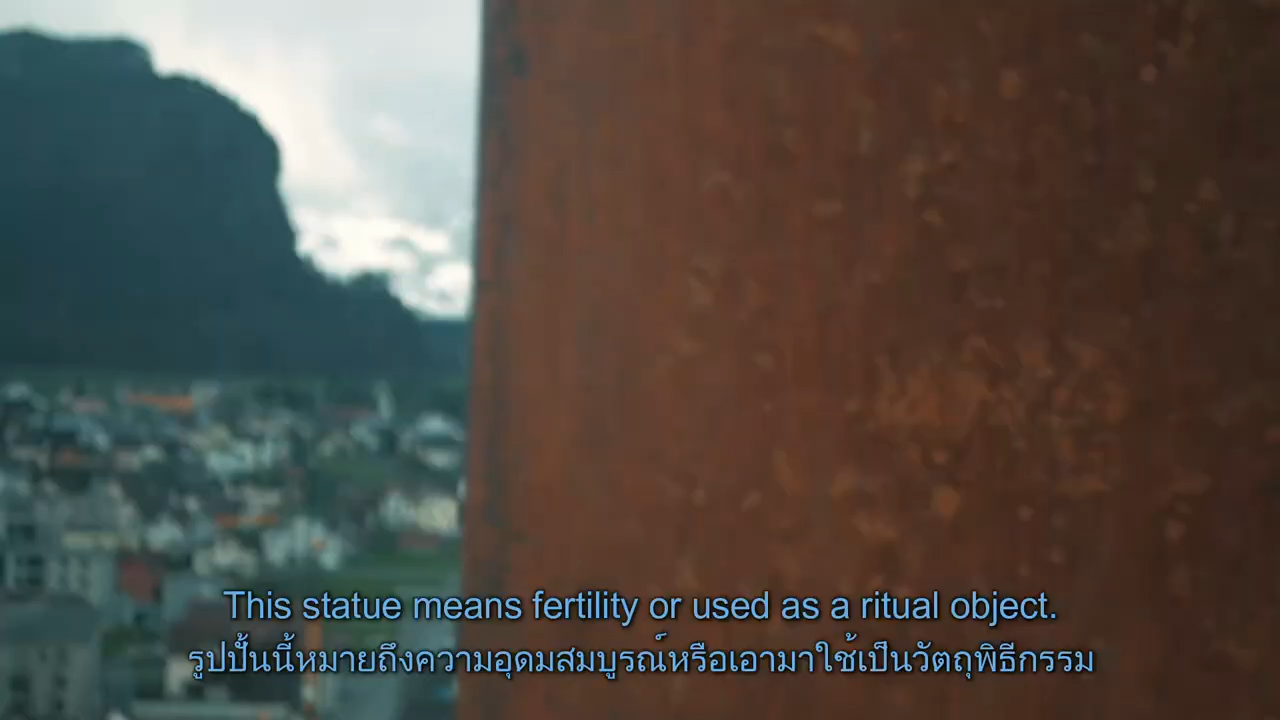 This statue means fertility or used as a ritual object.
รูปปั้นนี้หมายถึงความอุดมสมบูรณ์หรือเอามาใช้เป็นวัตถุพิธีกรรม